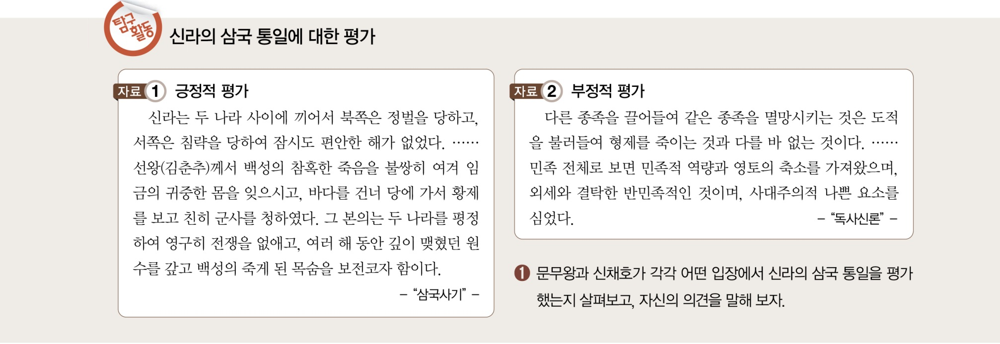 탐구
활동
신라의 삼국 통일에 대한 평가
자료 1 긍정적 평가
신라는 두 나라 사이에 끼어서 북쪽은 정벌을 당하고,
서쪽은 침략을 당하여 잠시도 편안한 해가 없었다. ……
선왕(김춘추)께서 백성의 참혹한 죽음을 불쌍히 여겨 임
금의 귀중한 몸을 잊으시고, 바다를 건너 당에 가서 황제
를 보고 친히 군사를 청하였다. 그 본의는 두 나라를 평정
하여 영구히 전쟁을 없애고, 여러 해 동안 깊이 맺혔던 원
수를 갚고 백성의 죽게 된 목숨을 보전코자 함이다.
– “삼국사기” –
자료 2 부정적 평가
다른 종족을 끌어들여 같은 종족을 멸망시키는 것은 도적
을 불러들여 형제를 죽이는 것과 다를 바 없는 것이다. ……
민족 전체로 보면 민족적 역량과 영토의 축소를 가져왔으며,
외세와 결탁한 반민족적인 것이며, 사대주의적 나쁜 요소를
심었다. – “독사신론” –
1 문무왕과 신채호가 각각 어떤 입장에서 신라의 삼국 통일을 평가
했는지 살펴보고, 자신의 의견을 말해 보자.